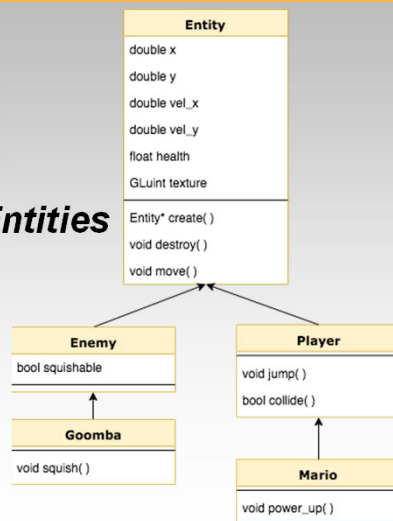 Entity
double x
double y
double vel_x
double vel_y
float health
GLuint texture
Entity* create( )
void destroy( )
void move( )
ntities
Enemy
bool squishable
Goomba
void squish( )
Player
void jump( )
bool collide( )
Mario
void power_up( )